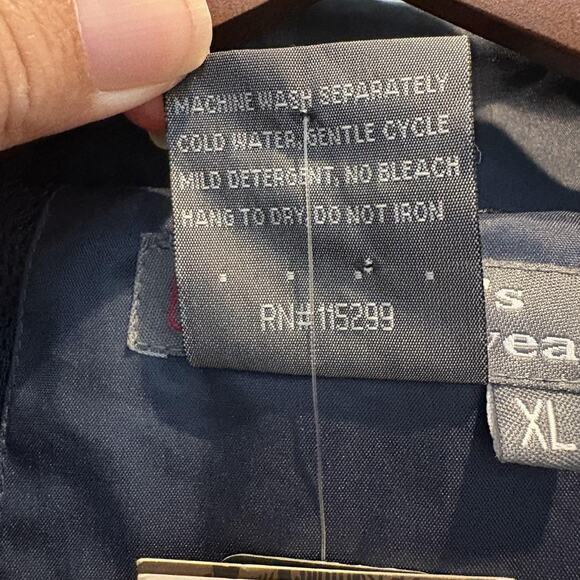 MACHINE WASH SEPARATELY
COLD WATER, GENTLE CYCLE
MILD DETERGENT, NO BLEACH
HANG TO DRY, DO NOT IRON
RN# 115299
's
vea
XL